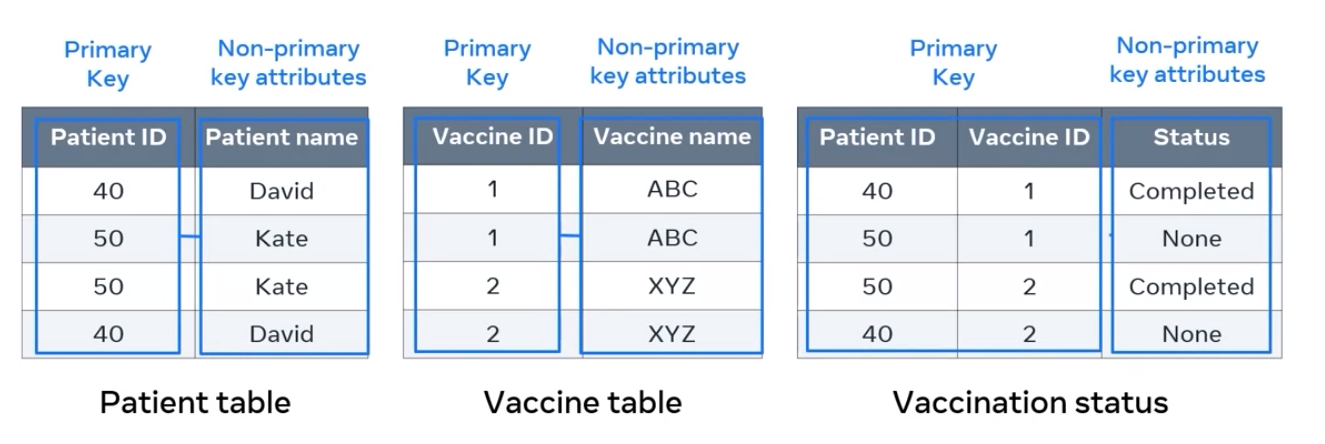 Primary Key
Non-primary key attributes
Primary Key
Non-primary key attributes
Primary Key
Non-primary key attributes
Patient ID Patient name
40 David
50 Kate
50 Kate
40 David
Patient table
Vaccine ID Vaccine name
1 ABC
1 ABC
2 XYZ
2 XYZ
Vaccine table
Patient ID Vaccine ID Status
40 1 Completed
50 1 None
50 2 Completed
40 2 None
Vaccination status